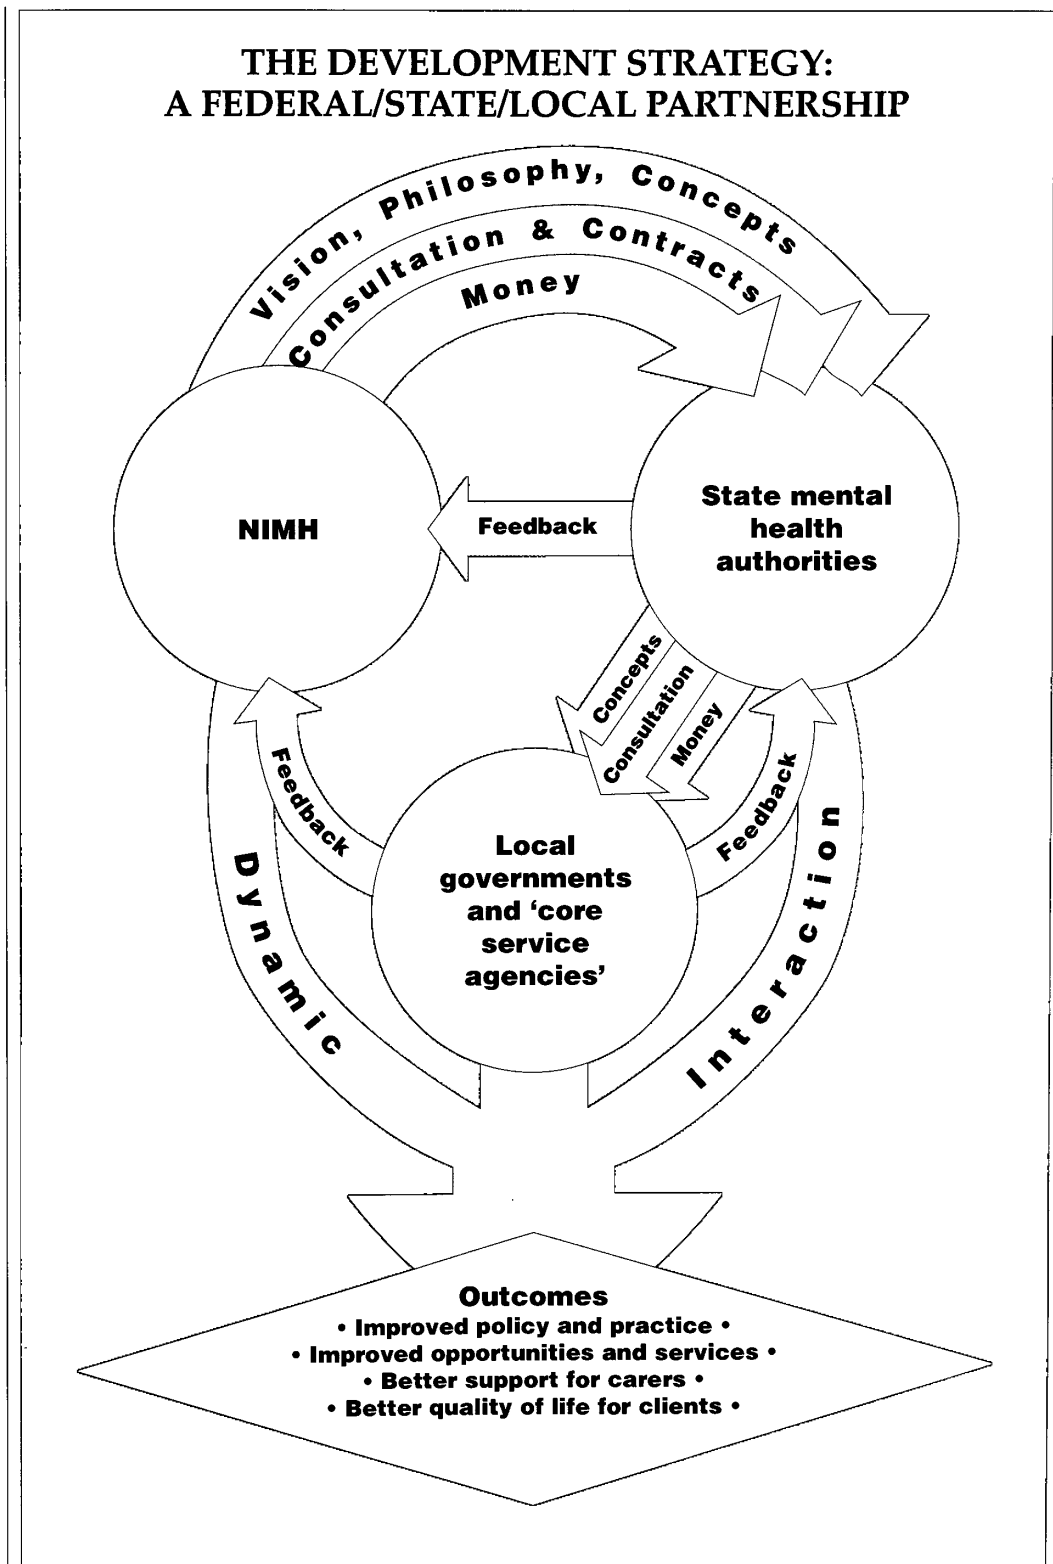 THE DEVELOPMENT STRATEGY:
A FEDERAL/STATE/LOCAL PARTNERSHIP
Vision, Philosophy, Concepts
Consultation & Contracts
Money
NIMH
Feedback
State mental
health
authorities
Concepts
Consultation
Money
Feedback
Feedback
Local
governments
and ‘core
service
agencies’
Dynamic
Interaction
Outcomes
• Improved policy and practice •
• Improved opportunities and services •
• Better support for carers •
• Better quality of life for clients •